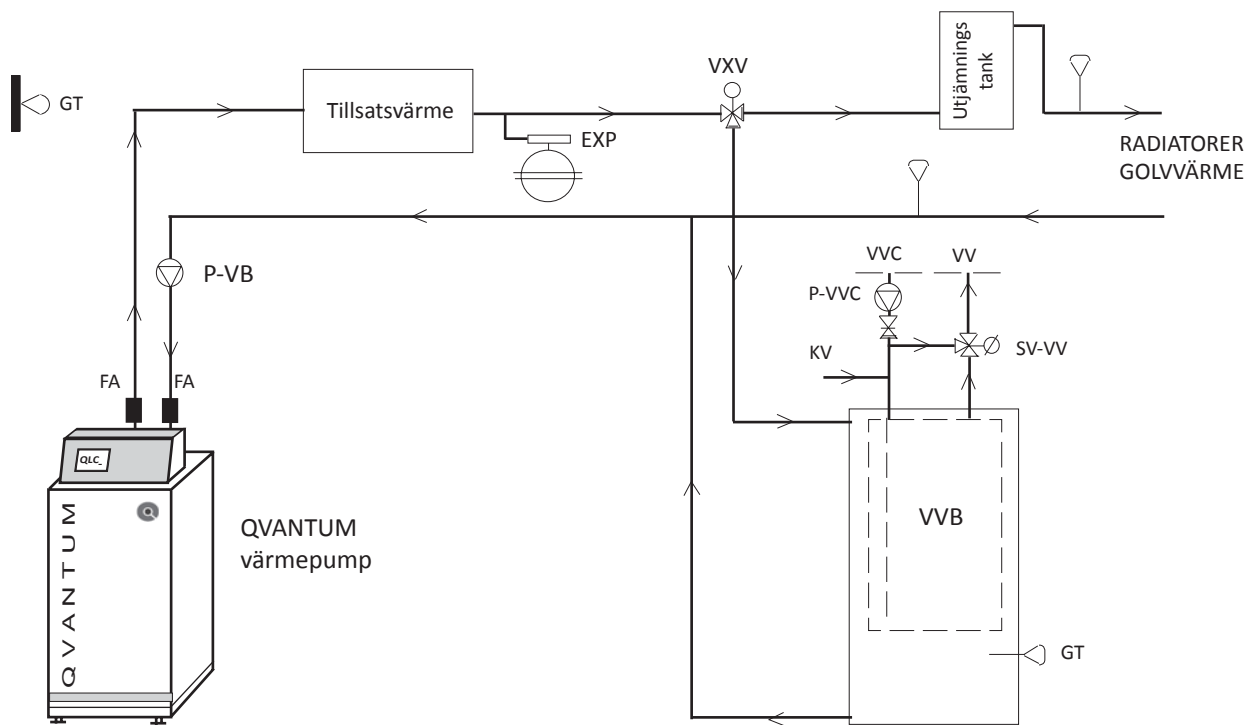 VXV
Utjämnings
tank
GT
Tillsatsvärme
EXP
RADIATORER
GOLVVÄRME
P-VB
VVC
VV
P-VVC
SV-VV
KV
FA
FA
QLC_
QVANTUM
QVANTUM
värmepump
VVB
GT